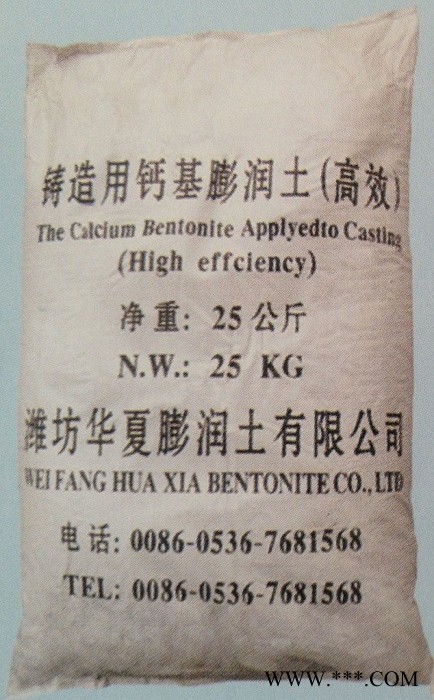 铸造用钙基膨润土(高效)
The Calcium Bentonite Applyedto Casting
(High effciency)
净重: 25公斤
N.W.: 25 KG
潍坊华夏膨润土有限公司
WEI FANG HUA XIA BENTONITE CO., LTD
电话: 0086-0536-7681568
TEL: 0086-0536-7681568
WWW.***.COM